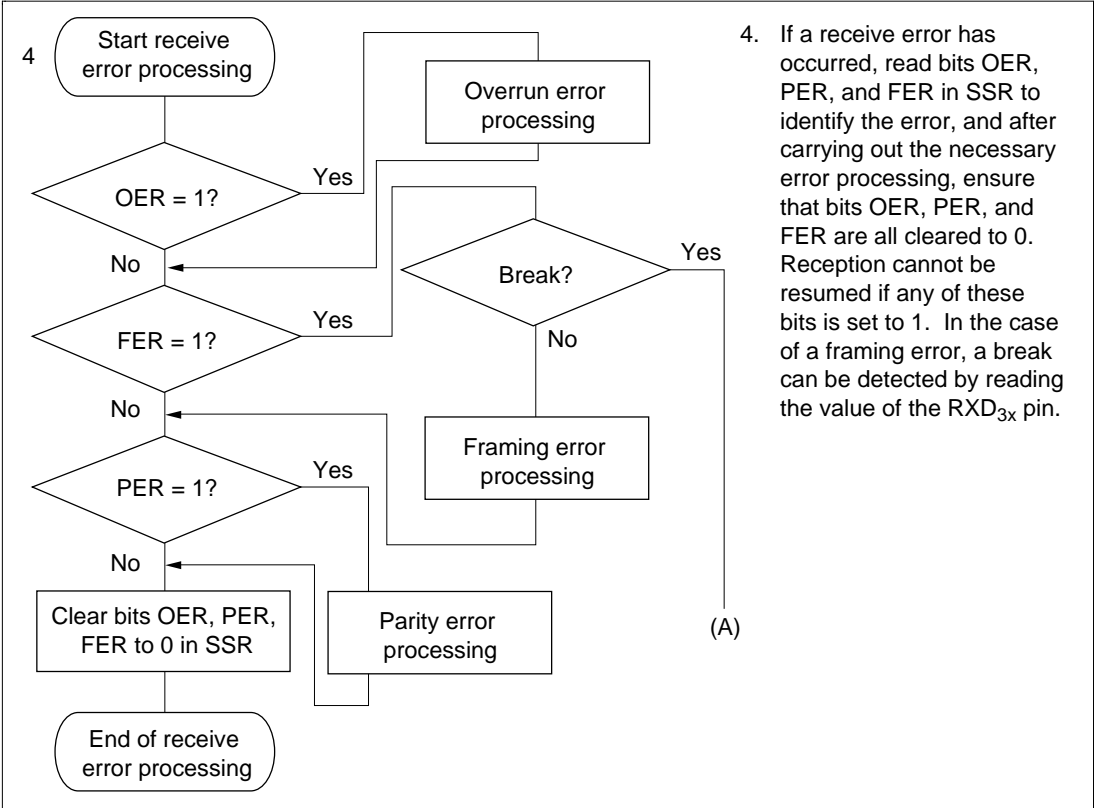 4
Start receive
error processing
Overrun error
processing
OER = 1?
Yes
No
Break?
Yes
FER = 1?
Yes
No
No
Framing error
processing
PER = 1?
Yes
No
Clear bits OER, PER,
FER to 0 in SSR
Parity error
processing
(A)
End of receive
error processing
4. If a receive error has
occurred, read bits OER,
PER, and FER in SSR to
identify the error, and after
carrying out the necessary
error processing, ensure
that bits OER, PER, and
FER are all cleared to 0.
Reception cannot be
resumed if any of these
bits is set to 1. In the case
of a framing error, a break
can be detected by reading
the value of the RXD3x pin.